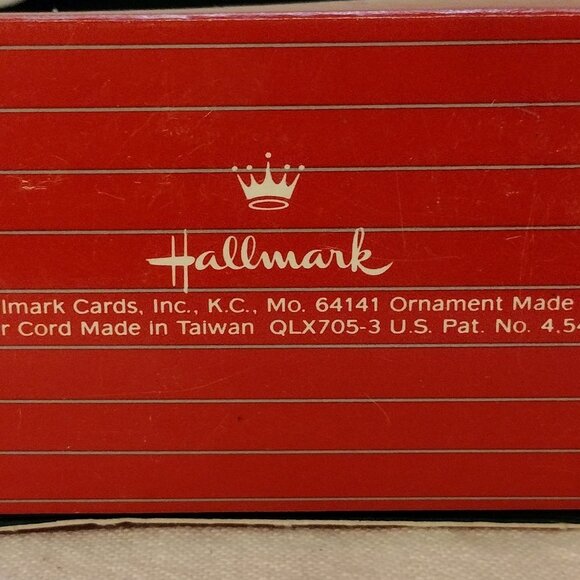 Hallmark
lmark Cards, Inc., K.C., Mo. 64141 Ornament Made
r Cord Made in Taiwan QLX705-3 U.S. Pat. No. 4,54